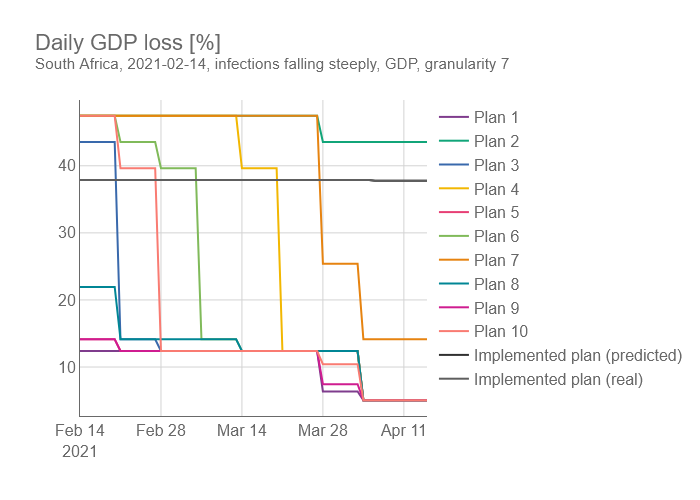 Daily GDP loss [%]
South Africa, 2021-02-14, infections falling steeply, GDP, granularity 7
40
30
20
10
Feb 14
2021
Feb 28
Mar 14
Mar 28
Apr 11
Plan 1
Plan 2
Plan 3
Plan 4
Plan 5
Plan 6
Plan 7
Plan 8
Plan 9
Plan 10
Implemented plan (predicted)
Implemented plan (real)